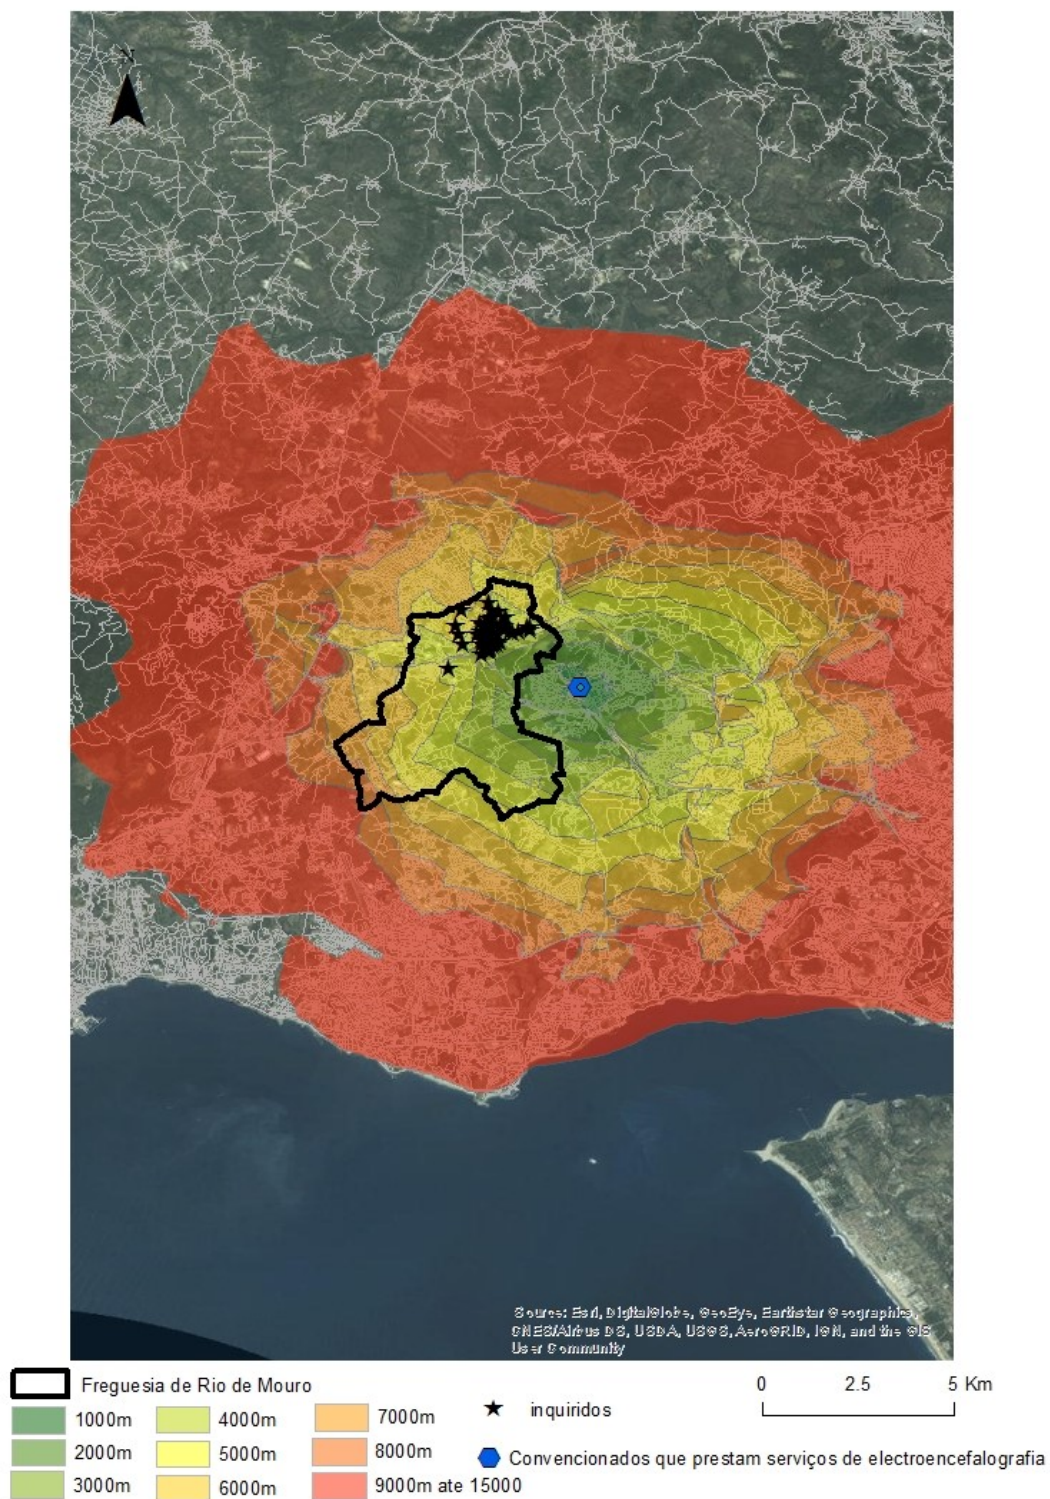 N
Source: Esri, DigitalGlobe, GeoEye, Earthstar Geographics,
CNES/Airbus DS, USDA, USGS, AeroGRID, IGN, and the GIS
User Community
Freguesia de Rio de Mouro
1000m
2000m
3000m
4000m
5000m
6000m
7000m
8000m
9000m ate 15000
inquiridos
Convencionados que prestam serviços de electroencefalografia
0 2.5 5 Km